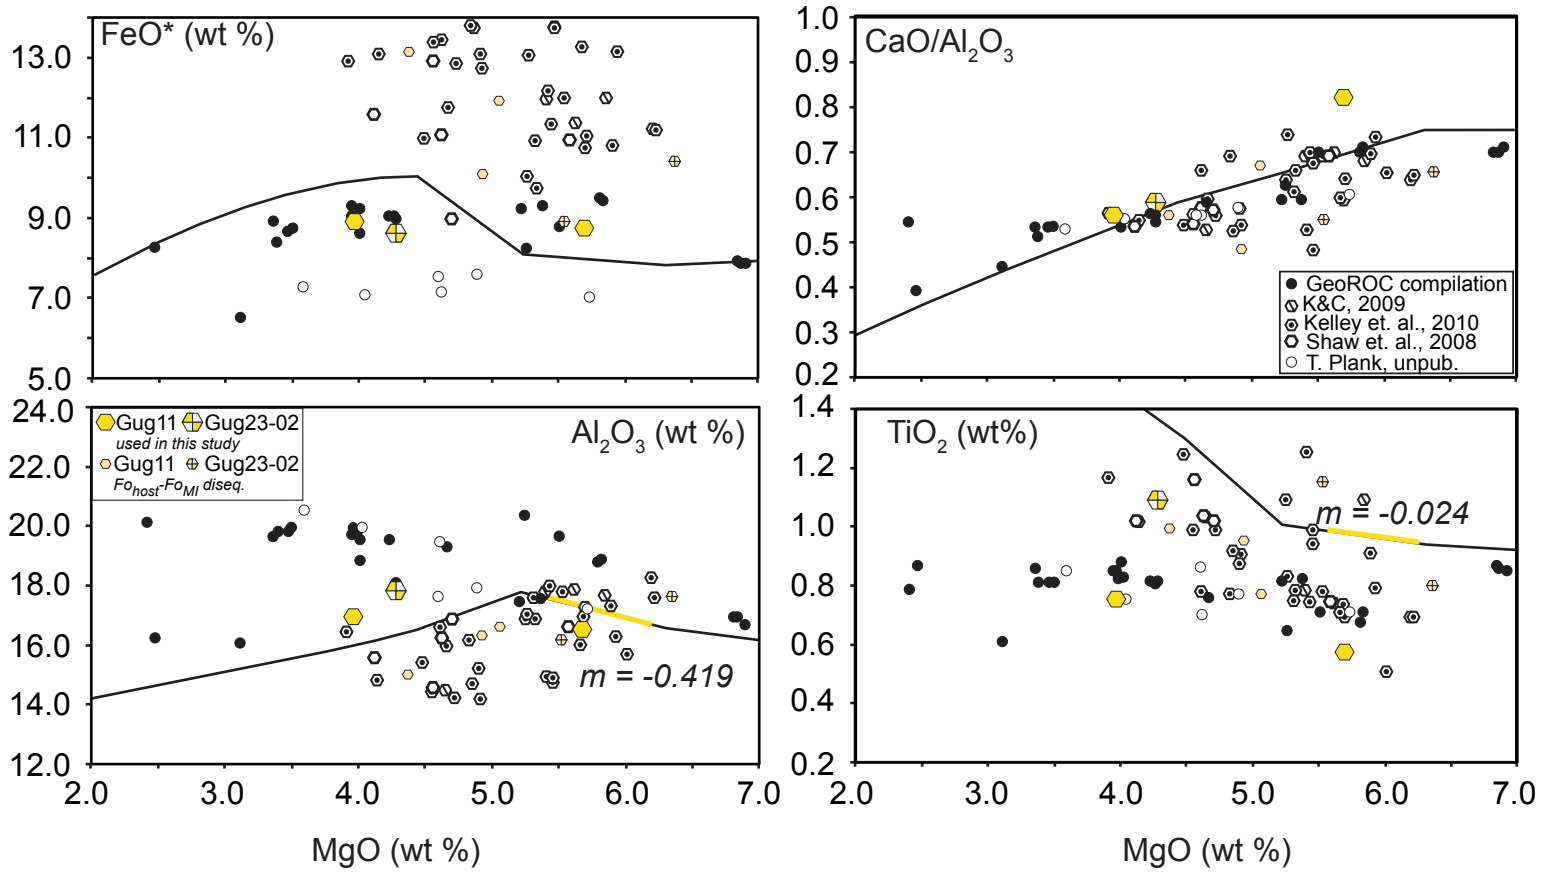 FeO* (wt %)
13.0
11.0
9.0
7.0
5.0
CaO/Al₂O₃
1.0
0.9
0.8
0.7
0.6
0.5
0.4
0.3
0.2
GeoROC compilation
K&C, 2009
Kelley et. al., 2010
Shaw et. al., 2008
T. Plank, unpub.
Al₂O₃ (wt %)
24.0
22.0
20.0
18.0
16.0
14.0
12.0
Gug11 Gug23-02
used in this study
Gug11 Gug23-02
Fo_host-Fo_MI diseq.
m = -0.419
2.0 3.0 4.0 5.0 6.0 7.0
MgO (wt %)
TiO₂ (wt%)
1.4
1.2
1.0
0.8
0.6
0.4
0.2
m = -0.024
2.0 3.0 4.0 5.0 6.0 7.0
MgO (wt %)